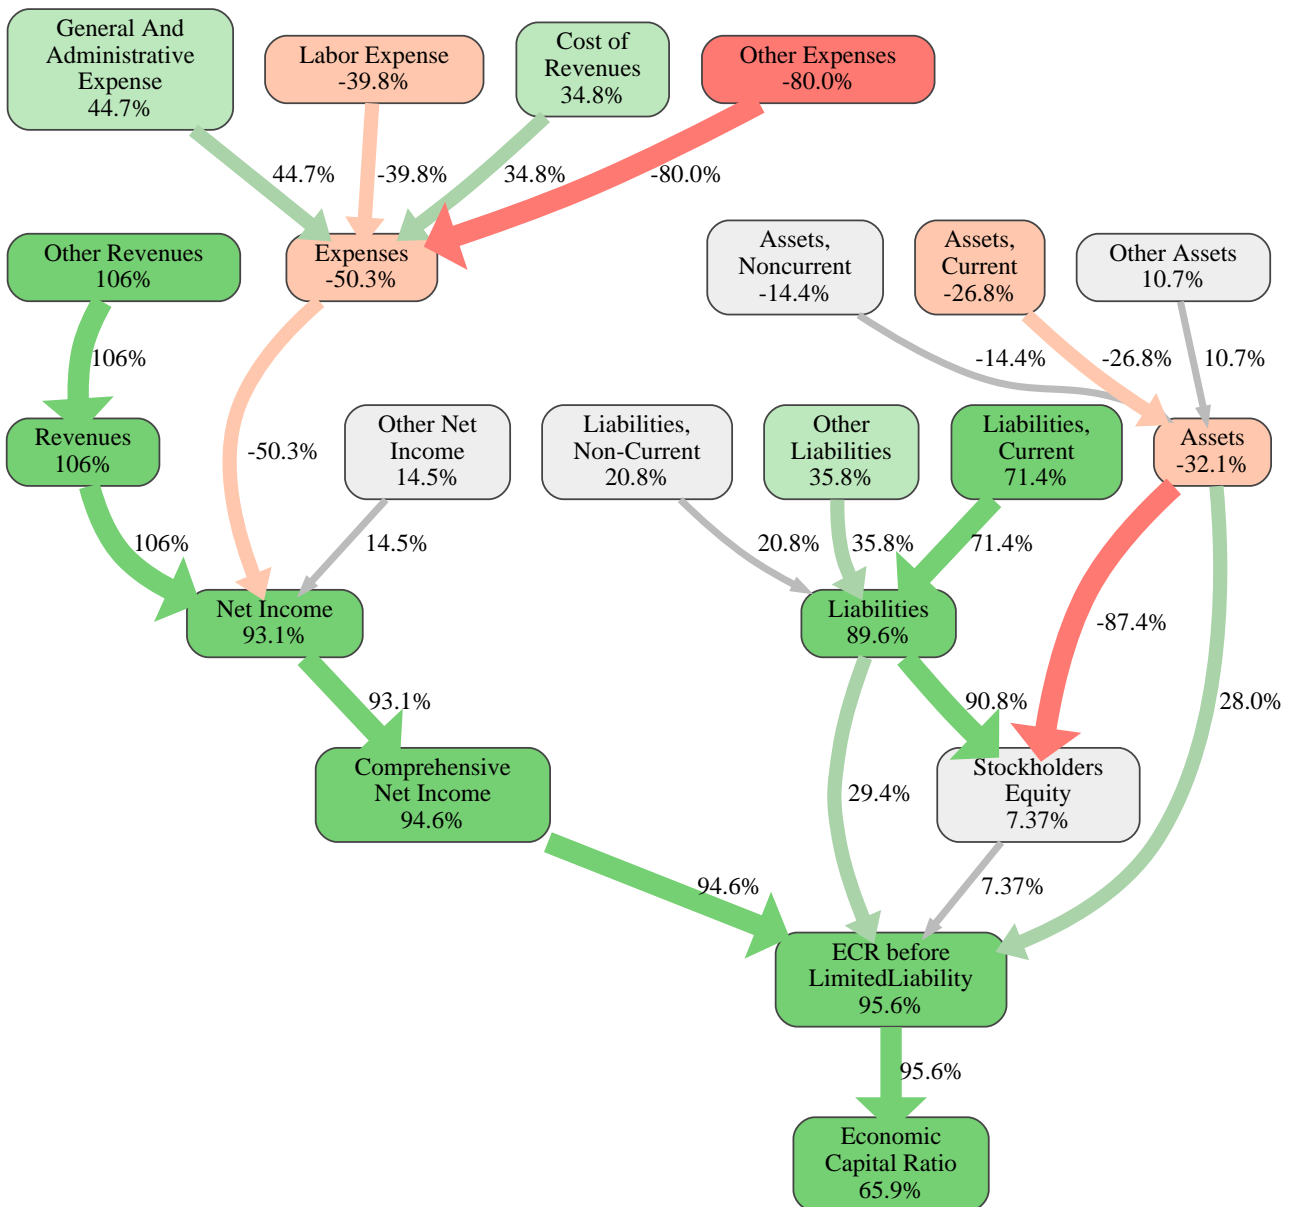 General And
Administrative
Expense
44.7%
Labor Expense
-39.8%
Cost of
Revenues
34.8%
Other Expenses
-80.0%
44.7%
-39.8%
34.8%
-80.0%
Other Revenues
106%
Expenses
-50.3%
Assets,
Noncurrent
-14.4%
Assets,
Current
-26.8%
Other Assets
10.7%
106%
-14.4%
-26.8%
10.7%
Revenues
106%
-50.3%
Other Net
Income
14.5%
Liabilities,
Non-Current
20.8%
Other
Liabilities
35.8%
Liabilities,
Current
71.4%
Assets
-32.1%
106%
14.5%
20.8%
35.8%
71.4%
Net Income
93.1%
Liabilities
89.6%
-87.4%
93.1%
90.8%
28.0%
Comprehensive
Net Income
94.6%
29.4%
Stockholders
Equity
7.37%
94.6%
7.37%
ECR before
LimitedLiability
95.6%
95.6%
Economic
Capital Ratio
65.9%